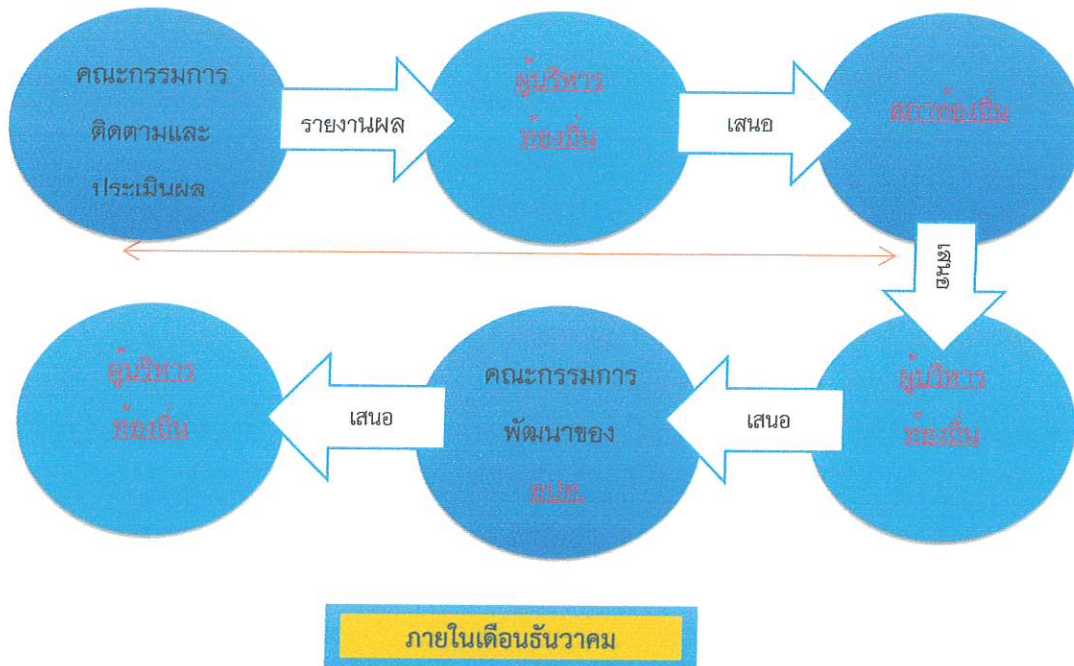 คณะกรรมการ
ติดตามและ
ประเมินผล
รายงานผล
ผู้บริหาร
ท้องถิ่น
เสนอ
สภาท้องถิ่น
เสนอ
ผู้บริหาร
ท้องถิ่น
เสนอ
คณะกรรมการ
พัฒนาของ
อปท.
เสนอ
ผู้บริหาร
ท้องถิ่น
ภายในเดือนธันวาคม